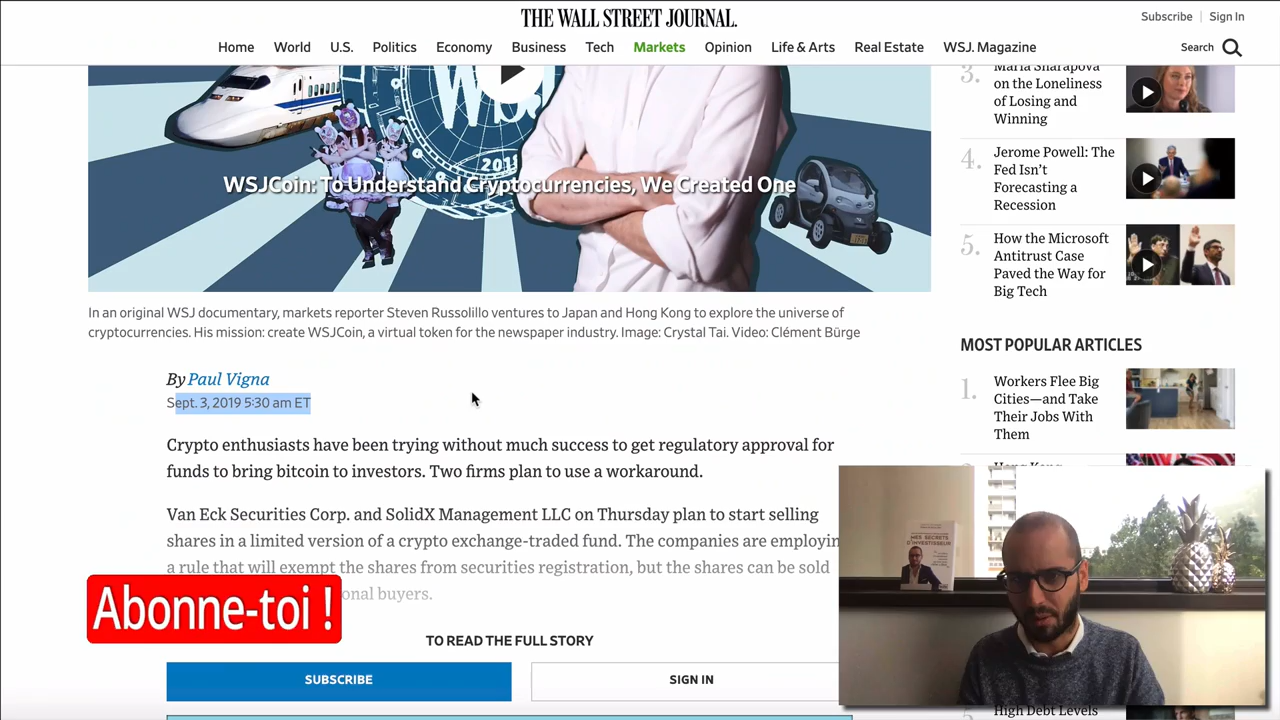 THE WALL STREET JOURNAL.
Subscribe
Sign In
Home World U.S. Politics Economy Business Tech Markets Opinion Life & Arts Real Estate WSJ. Magazine
Search
WSJ
2018
WSJCoin: To Understand Cryptocurrencies, We Created One
In an original WSJ documentary, markets reporter Steven Russolillo ventures to Japan and Hong Kong to explore the universe of
cryptocurrencies. His mission: create WSJCoin, a virtual token for the newspaper industry. Image: Crystal Tai. Video: Clément Bürge
By Paul Vigna
Sept. 3, 2019 5:30 am ET
Crypto enthusiasts have been trying without much success to get regulatory approval for
funds to bring bitcoin to investors. Two firms plan to use a workaround.
Van Eck Securities Corp. and SolidX Management LLC on Thursday plan to start selling
shares in a limited version of a crypto exchange-traded fund. The companies are employin
a rule that will exempt the shares from securities registration, but the shares can be sold
onal buyers.
Abonne-toi !
TO READ THE FULL STORY
SUBSCRIBE
SIGN IN
3. Maria Sharapova
on the Loneliness
of Losing and
Winning
4. Jerome Powell: The
Fed Isn't
Forecasting a
Recession
5. How the Microsoft
Antitrust Case
Paved the Way for
Big Tech
MOST POPULAR ARTICLES
1. Workers Flee Big
Cities—and Take
Their Jobs With
Them
MES SECRETS
D'INVESTISSEUR
High Debt Levels